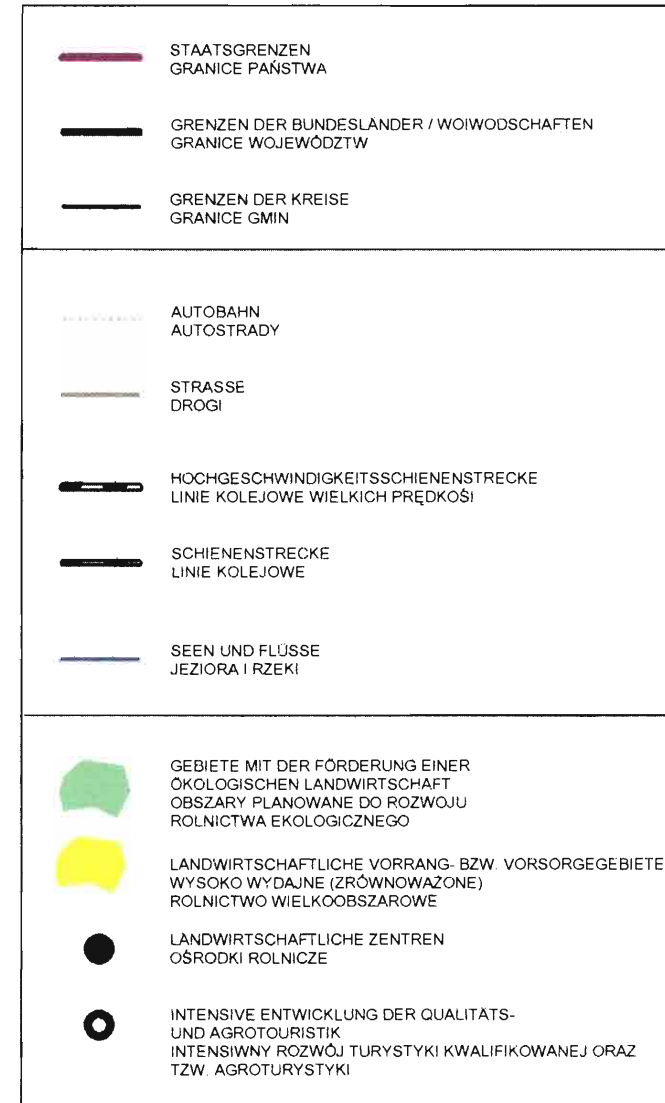 STAATSGRENZEN
GRANICE PAŃSTWA
GRENZEN DER BUNDESLÄNDER / WOIWODSCHAFTEN
GRANICE WOJEWÓDZTW
GRENZEN DER KREISE
GRANICE GMIN
AUTOBAHN
AUTOSTRADY
STRASSE
DROGI
HOCHGESCHWINDIGKEITSSCHIENENSTRECKE
LINIE KOLEJOWE WIELKICH PRĘDKOŚI
SCHIENENSTRECKE
LINIE KOLEJOWE
SEEN UND FLÜSSE
JEZIORA I RZEKI
GEBIETE MIT DER FÖRDERUNG EINER
ÖKOLOGISCHEN LANDWIRTSCHAFT
OBSZARY PLANOWANE DO ROZWOJU
ROLNICTWA EKOLOGICZNEGO
LANDWIRTSCHAFTLICHE VORRANG- BZW. VORSORGEGEBIETE
WYSOKO WYDAJNE (ZRÓWNOWAŻONE)
ROLNICTWO WIELKOOBSZAROWE
LANDWIRTSCHAFTLICHE ZENTREN
OŚRODKI ROLNICZE
INTENSIVE ENTWICKLUNG DER QUALITÄTS-
UND AGROTOURISTIK
INTENSIWNY ROZWÓJ TURYSTYKI KWALIFIKOWANEJ ORAZ
TZW. AGROTURYSTYKI